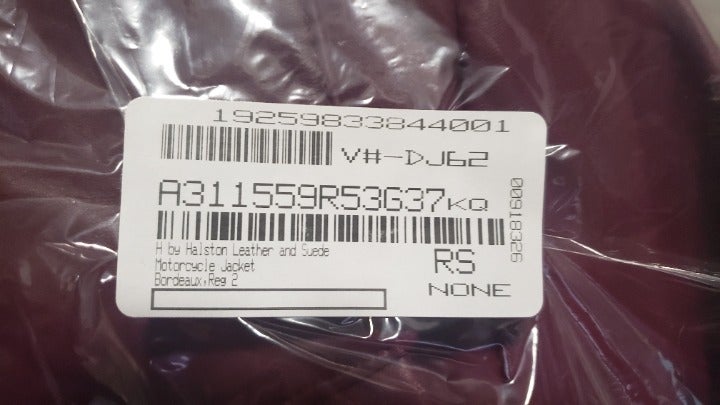 19259833844001
V#-DJ62
A311559R53G37KQ
00918326
H by Halston Leather and Suede
Motorcycle Jacket
Bordeaux,Reg 2
RS
NONE